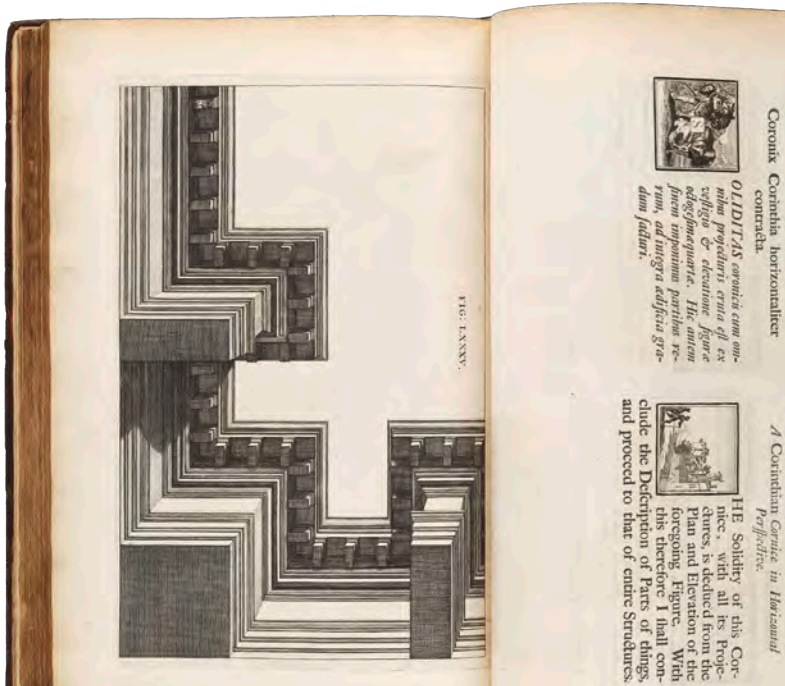 FIG: LXXXV.
Coronix Corinthia horizontaliter
contracta.
OLIDITAS coronicis cum om-
nibus projecturis eruta eſt ex
veſtigio & elevatione figuræ
octogeſimæquartæ. Hic autem
finem imponimus partibus re-
rum, ad integra ædificia gra-
dum facturi.
A Corinthian Cornice in Horizontal
Perſpective.
HE Solidity of this Cor-
nice, with all its Proje-
ctures, is deduc'd from the
Plan and Elevation of the
foregoing Figure. With
this therefore I ſhall con-
clude the Deſcription of Parts of things,
and proceed to that of entire Structures.